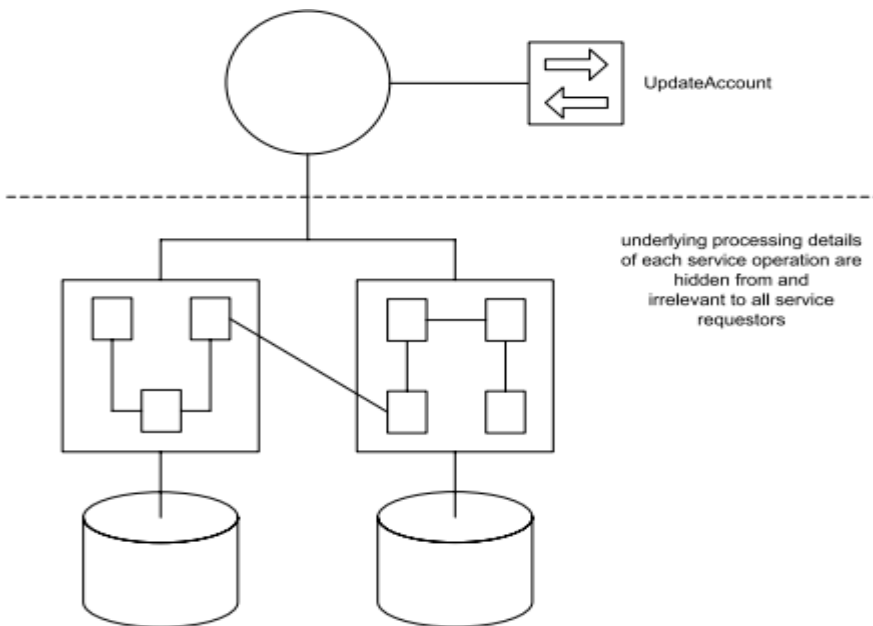 UpdateAccount
underlying processing details
of each service operation are
hidden from and
irrelevant to all service
requestors